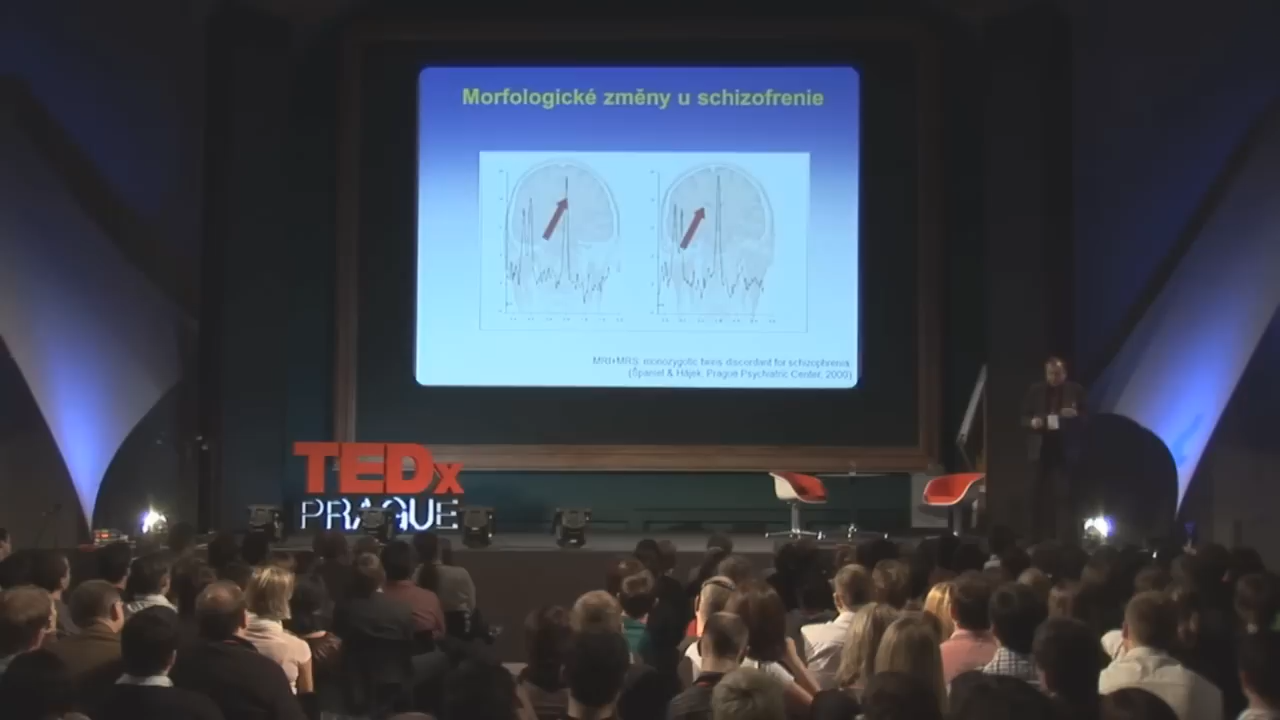 Morfologické změny u schizofrenie
MRI+MRS: monozygotic twins discordant for schizophrenia
(Španiel & Hájek, Prague Psychiatric Center, 2000)
TEDx
PRAGUE